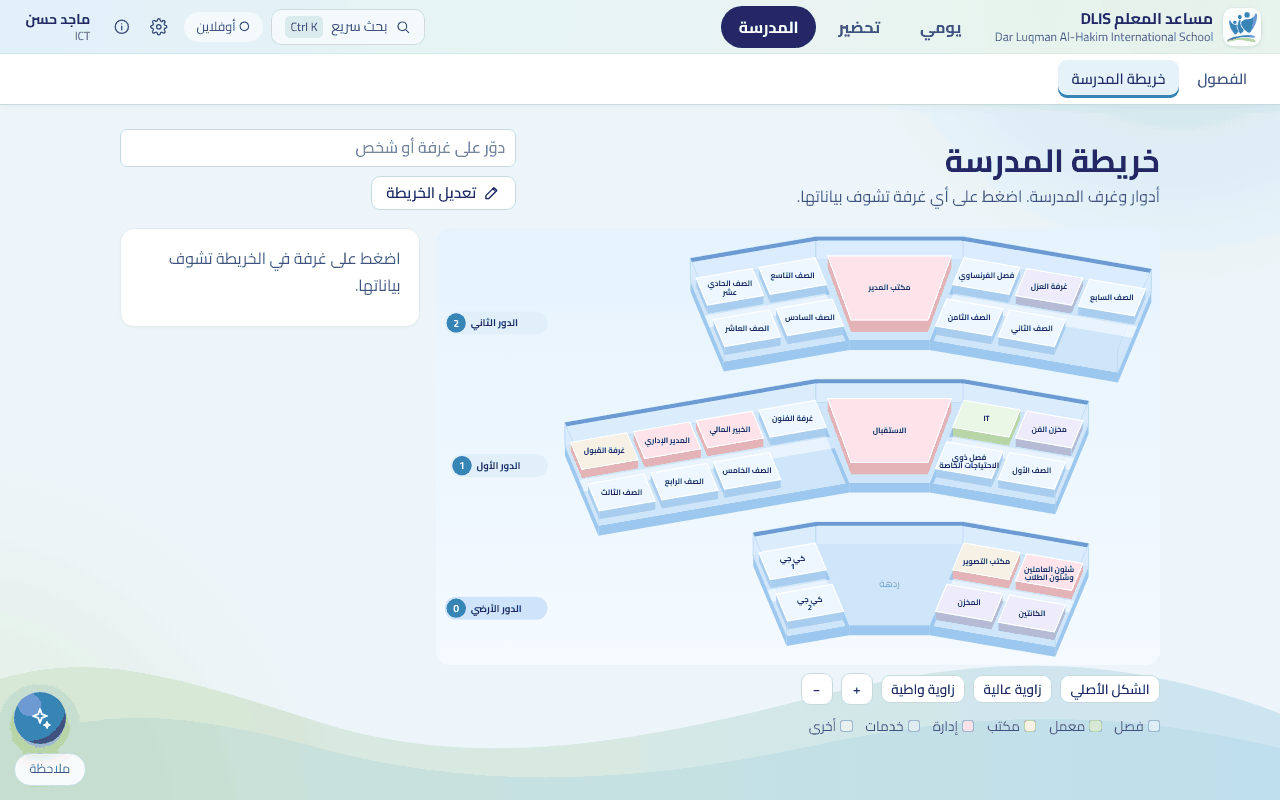 مساعد المعلم DLIS
Dar Luqman Al-Hakim International School
يومي
تحضير
المدرسة
بحث سريع
Ctrl K
أوفلاين
ماجد حسن
ICT
الفصول
خريطة المدرسة
خريطة المدرسة
أدوار وغرف المدرسة. اضغط على أي غرفة تشوف بياناتها.
دوّر على غرفة أو شخص
تعديل الخريطة
اضغط على غرفة في الخريطة تشوف
بياناتها.
الصف السابع
غرفة العزل
فصل الفرنساوي
مكتب المدير
الصف التاسع
الصف الحادي
عشر
الصف الثاني
الصف الثامن
الصف السادس
الصف العاشر
الدور الثاني 2
مخزن الفن
IT
الاستقبال
غرفة الفنون
الخبير المالي
المدير الإداري
غرفة القبول
الصف الأول
فصل ذوي
الاحتياجات الخاصة
الصف الخامس
الصف الرابع
الصف الثالث
الدور الأول 1
شئون العاملين
وشئون الطلاب
مكتب التصوير
ردهة
كي جي
1
الكانتين
المخزن
كي جي
2
الدور الأرضي 0
الشكل الأصلي
زاوية عالية
زاوية واطية
+
−
فصل
معمل
مكتب
إدارة
خدمات
أخرى
ملاحظة